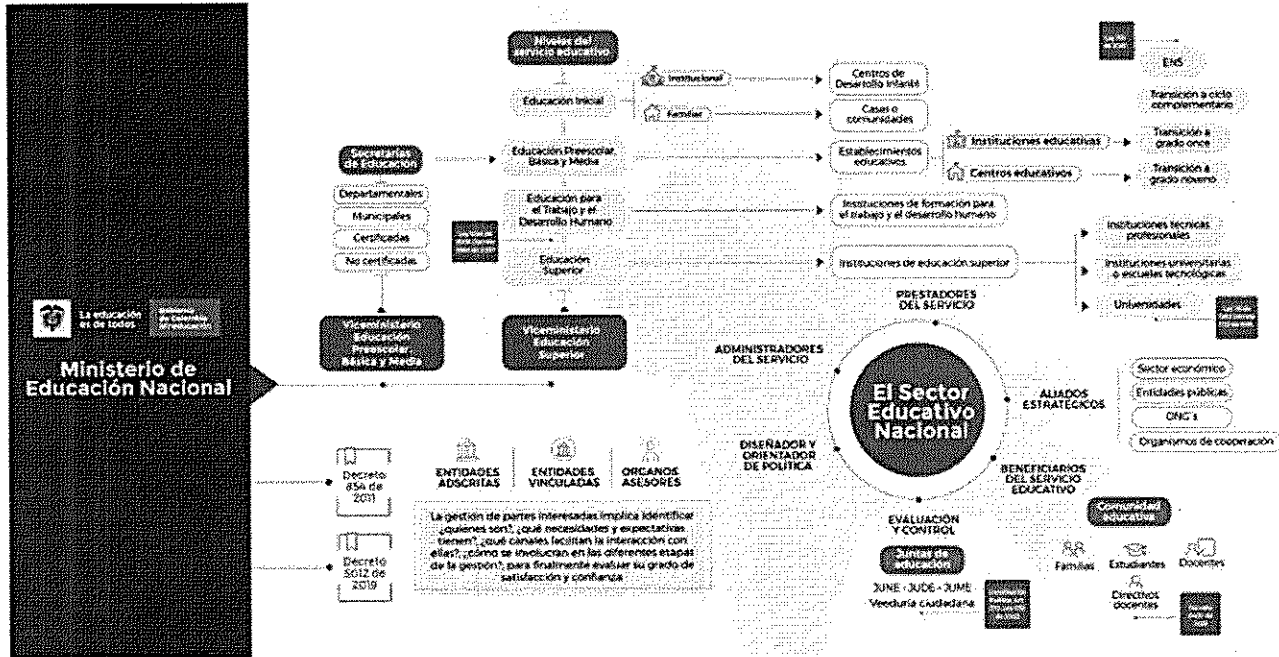 La educación
es de todos
Ministerio de
Educación Nacional
Niveles del
servicio educativo
Educación Inicial
Institucional
Familiar
Centros de
Desarrollo Infantil
Casas o
comunidades
Secretarías
de Educación
Departamentales
Municipales
Certificadas
No certificadas
Educación Preescolar,
Básica y Media
Educación para
el Trabajo y el
Desarrollo Humano
Educación
Superior
Establecimientos
educativos
Instituciones educativas
Centros educativos
Instituciones de formación para
el trabajo y el desarrollo humano
Instituciones de educación superior
ENS
Transición a ciclo
complementario
Transición a
grado once
Transición a
grado noveno
Instituciones técnicas
profesionales
Instituciones universitarias
o escuelas tecnológicas
Universidades
Viceministerio
Educación
Preescolar
Básica y Media
Viceministerio
Educación
Superior
PRESTADORES
DEL SERVICIO
ADMINISTRADORES
DEL SERVICIO
El Sector
Educativo
Nacional
ALIADOS
ESTRATÉGICOS
Sector económico
Entidades públicas
ONG´s
Organismos de cooperación
DISEÑADOR Y
ORIENTADOR
DE POLÍTICA
BENEFICIARIOS
DEL SERVICIO
EDUCATIVO
EVALUACIÓN
Y CONTROL
Juntas de
educación
JUNE - JUDE - JUME
Veeduría ciudadana
Comunidad
educativa
Familias
Estudiantes
Docentes
Directivos
docentes
Decreto
854 de
2011
Decreto
5012 de
2019
ENTIDADES
ADSCRITAS
ENTIDADES
VINCULADAS
ORGANOS
ASESORES
La gestión de partes interesadas implica identificar
¿quiénes son?, ¿qué necesidades y expectativas
tienen?, ¿qué canales facilitan la interacción con
ellas?, ¿cómo se involucran en las diferentes etapas
de la gestión?, para finalmente evaluar su grado de
satisfacción y confianza